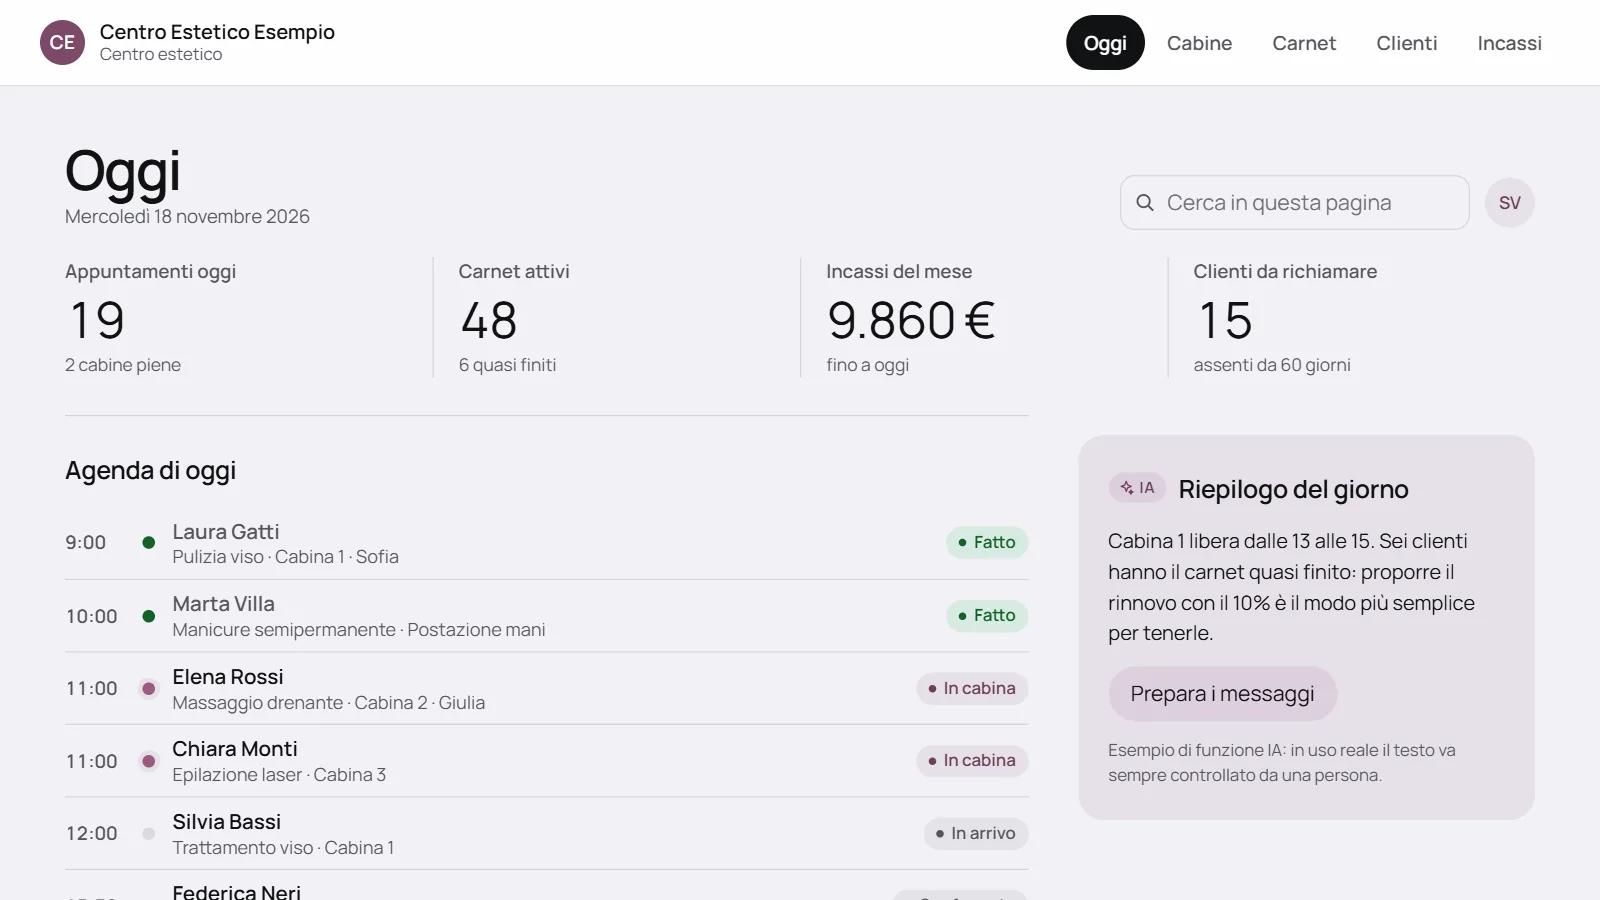 CE
Centro Estetico Esempio
Centro estetico
Oggi
Cabine
Carnet
Clienti
Incassi
Oggi
Mercoledì 18 novembre 2026
Cerca in questa pagina
SV
Appuntamenti oggi
19
2 cabine piene
Carnet attivi
48
6 quasi finiti
Incassi del mese
9.860 €
fino a oggi
Clienti da richiamare
15
assenti da 60 giorni
Agenda di oggi
9:00
Laura Gatti
Pulizia viso · Cabina 1 · Sofia
Fatto
10:00
Marta Villa
Manicure semipermanente · Postazione mani
Fatto
11:00
Elena Rossi
Massaggio drenante · Cabina 2 · Giulia
In cabina
11:00
Chiara Monti
Epilazione laser · Cabina 3
In cabina
12:00
Silvia Bassi
Trattamento viso · Cabina 1
In arrivo
Federica Neri
IA
Riepilogo del giorno
Cabina 1 libera dalle 13 alle 15. Sei clienti
hanno il carnet quasi finito: proporre il
rinnovo con il 10% è il modo più semplice
per tenerle.
Prepara i messaggi
Esempio di funzione IA: in uso reale il testo va
sempre controllato da una persona.